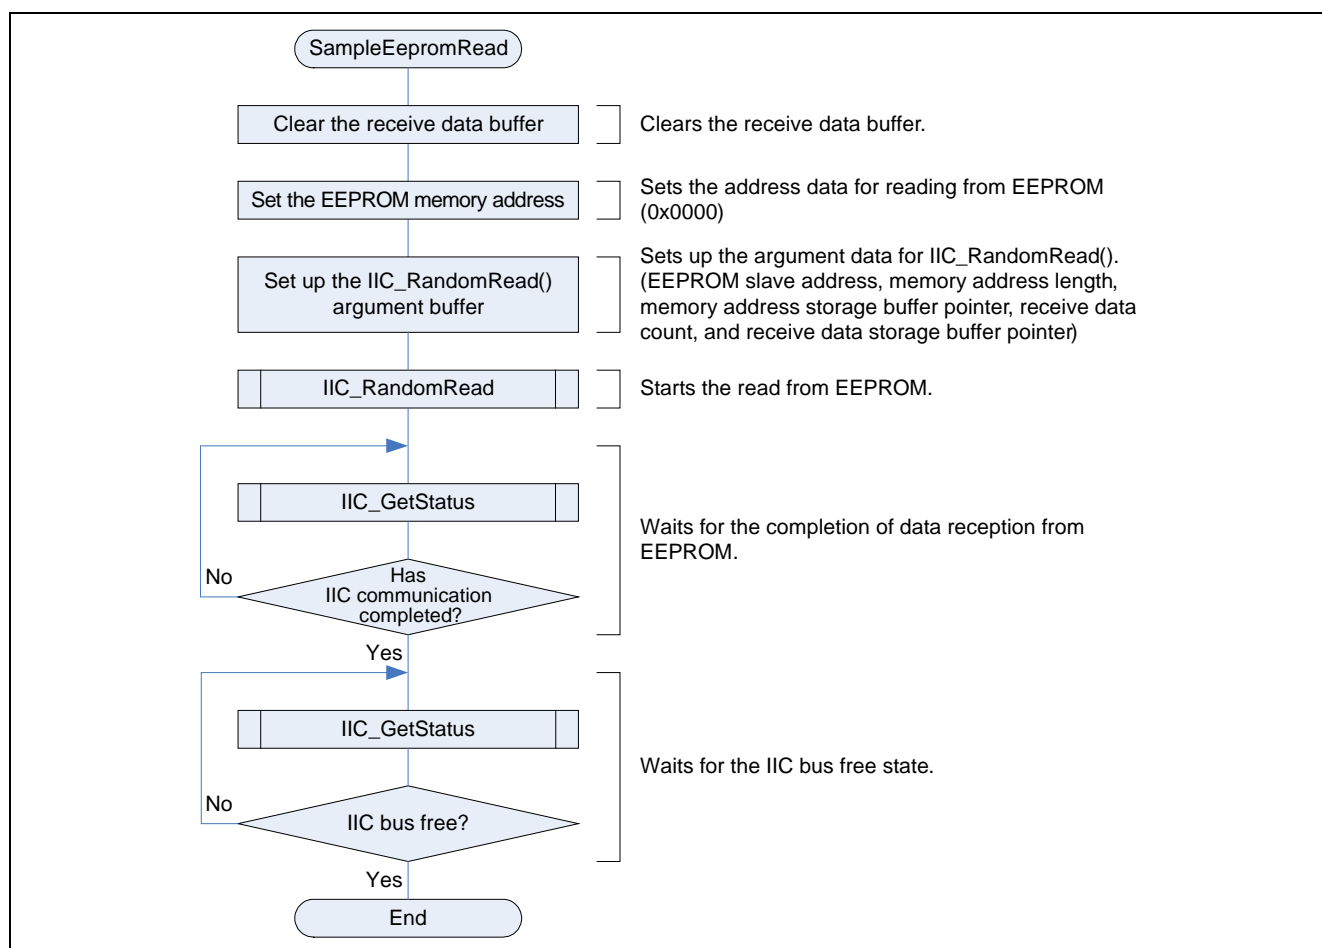 SampleEepromRead
Clear the receive data buffer
Clears the receive data buffer.
Set the EEPROM memory address
Sets the address data for reading from EEPROM
(0x0000)
Set up the IIC_RandomRead()
argument buffer
Sets up the argument data for IIC_RandomRead().
(EEPROM slave address, memory address length,
memory address storage buffer pointer, receive data
count, and receive data storage buffer pointer)
IIC_RandomRead
Starts the read from EEPROM.
IIC_GetStatus
Waits for the completion of data reception from
EEPROM.
No
Has
IIC communication
completed?
Yes
IIC_GetStatus
Waits for the IIC bus free state.
No
IIC bus free?
Yes
End